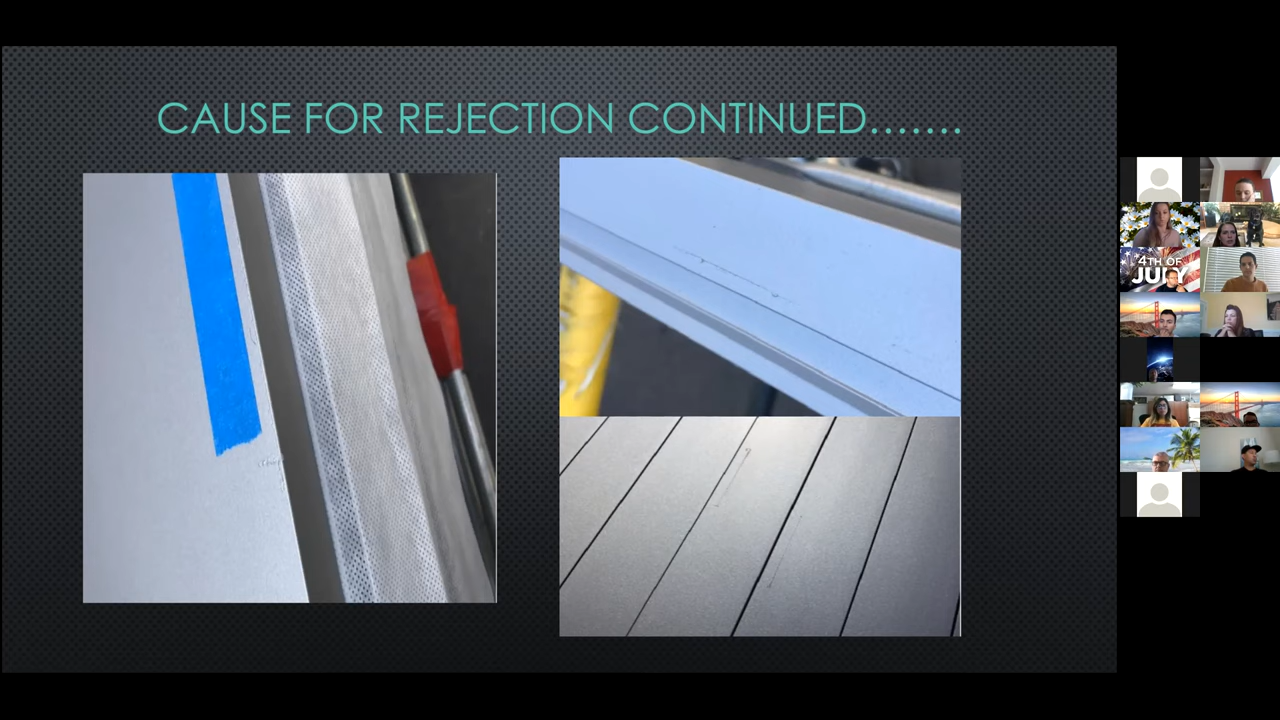 CAUSE FOR REJECTION CONTINUED.......
4TH OF
JULY